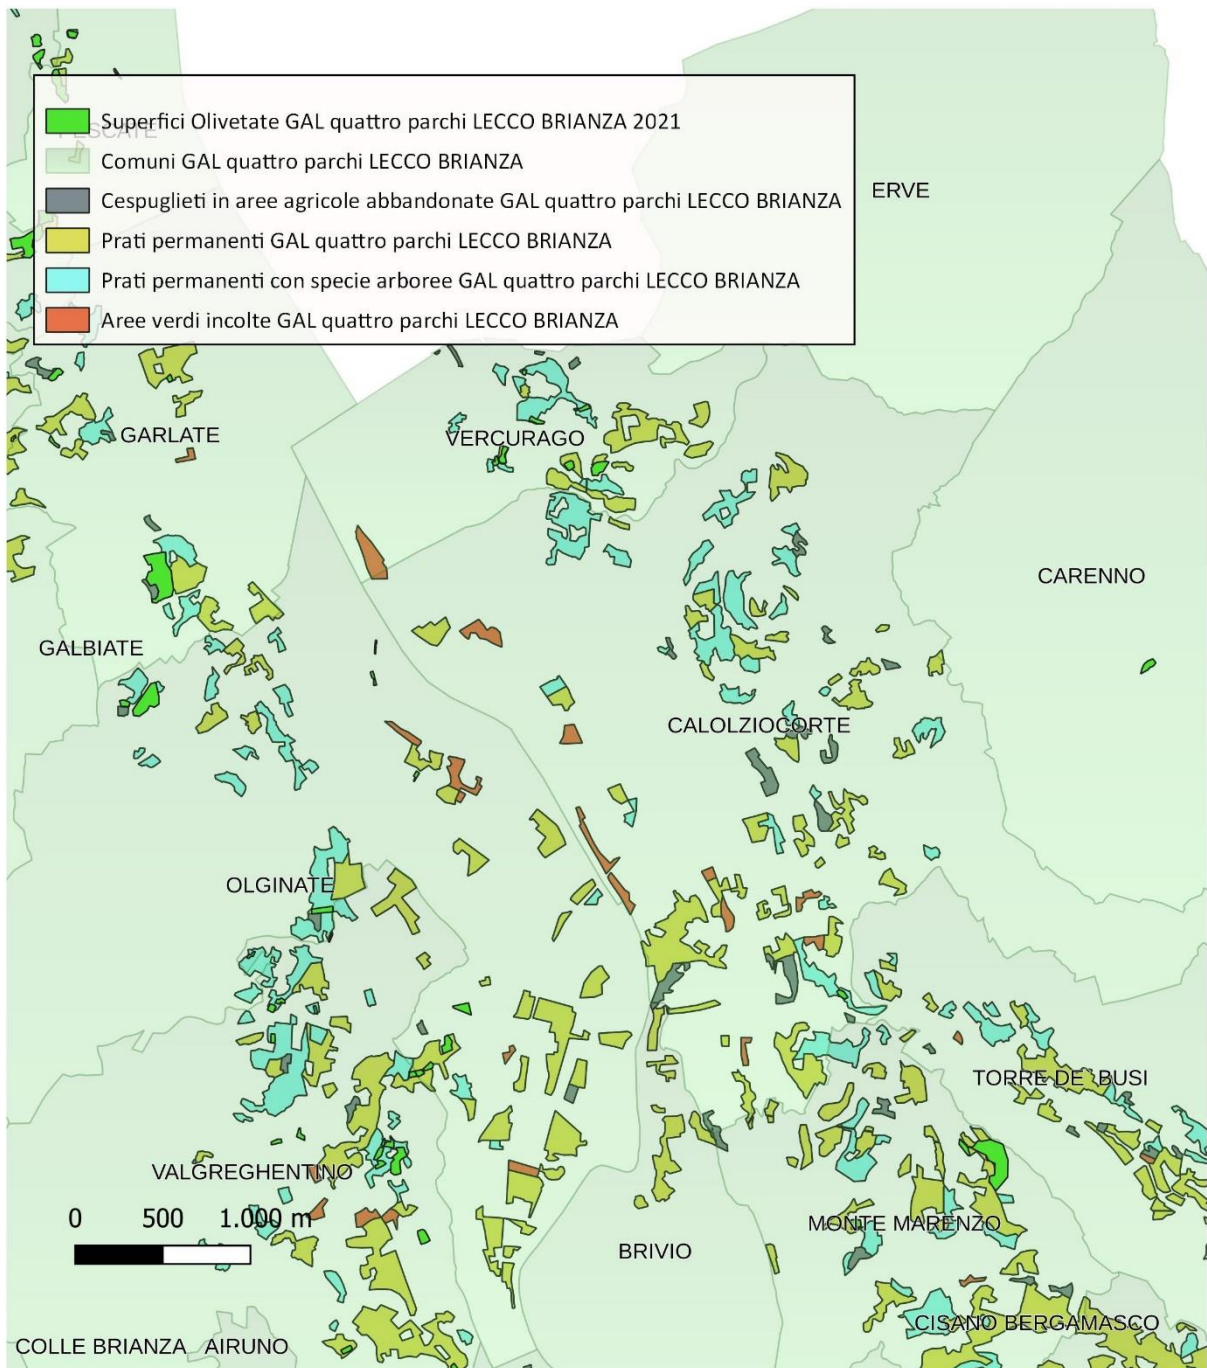 Superfici Olivetate GAL quattro parchi LECCO BRIANZA 2021
PESCATE
Comuni GAL quattro parchi LECCO BRIANZA
Cespuglieti in aree agricole abbandonate GAL quattro parchi LECCO BRIANZA
ERVE
Prati permanenti GAL quattro parchi LECCO BRIANZA
Prati permanenti con specie arboree GAL quattro parchi LECCO BRIANZA
Aree verdi incolte GAL quattro parchi LECCO BRIANZA
GARLATE
VERCURAGO
CARENNO
GALBIATE
CALOLZIOCORTE
OLGINATE
TORRE DE' BUSI
VALGREGHENTINO
0 500 1.000 m
MONTE MARENZO
BRIVIO
CISANO BERGAMASCO
COLLE BRIANZA AIRUNO